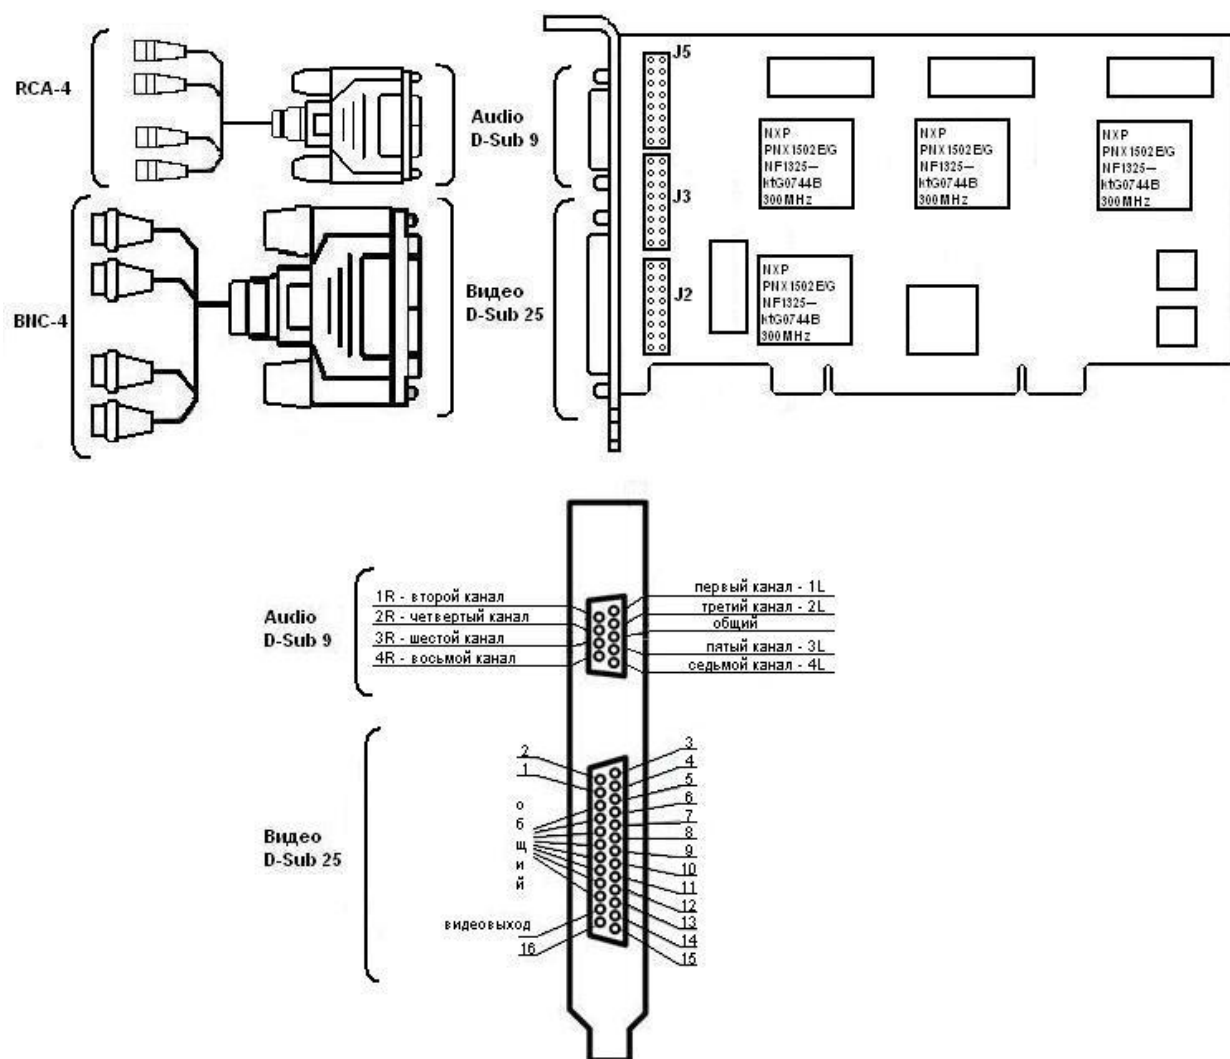 RCA-4
Audio
D-Sub 9
BNC-4
Видео
D-Sub 25
J5
J3
J2
NXP
PNX1502E/G
NF1325—
ktG0744B
300MHz
NXP
PNX1502E/G
NF1325—
ktG0744B
300MHz
NXP
PNX1502E/G
NF1325—
ktG0744B
300MHz
NXP
PNX1502E/G
NF1325—
ktG0744B
300MHz
Audio
D-Sub 9
1R - второй канал
2R - четвертый канал
3R - шестой канал
4R - восьмой канал
первый канал - 1L
третий канал - 2L
общий
пятый канал - 3L
седьмой канал - 4L
Видео
D-Sub 25
2
1
общий
видеовыход
16
3
4
5
6
7
8
9
10
11
12
13
14
15